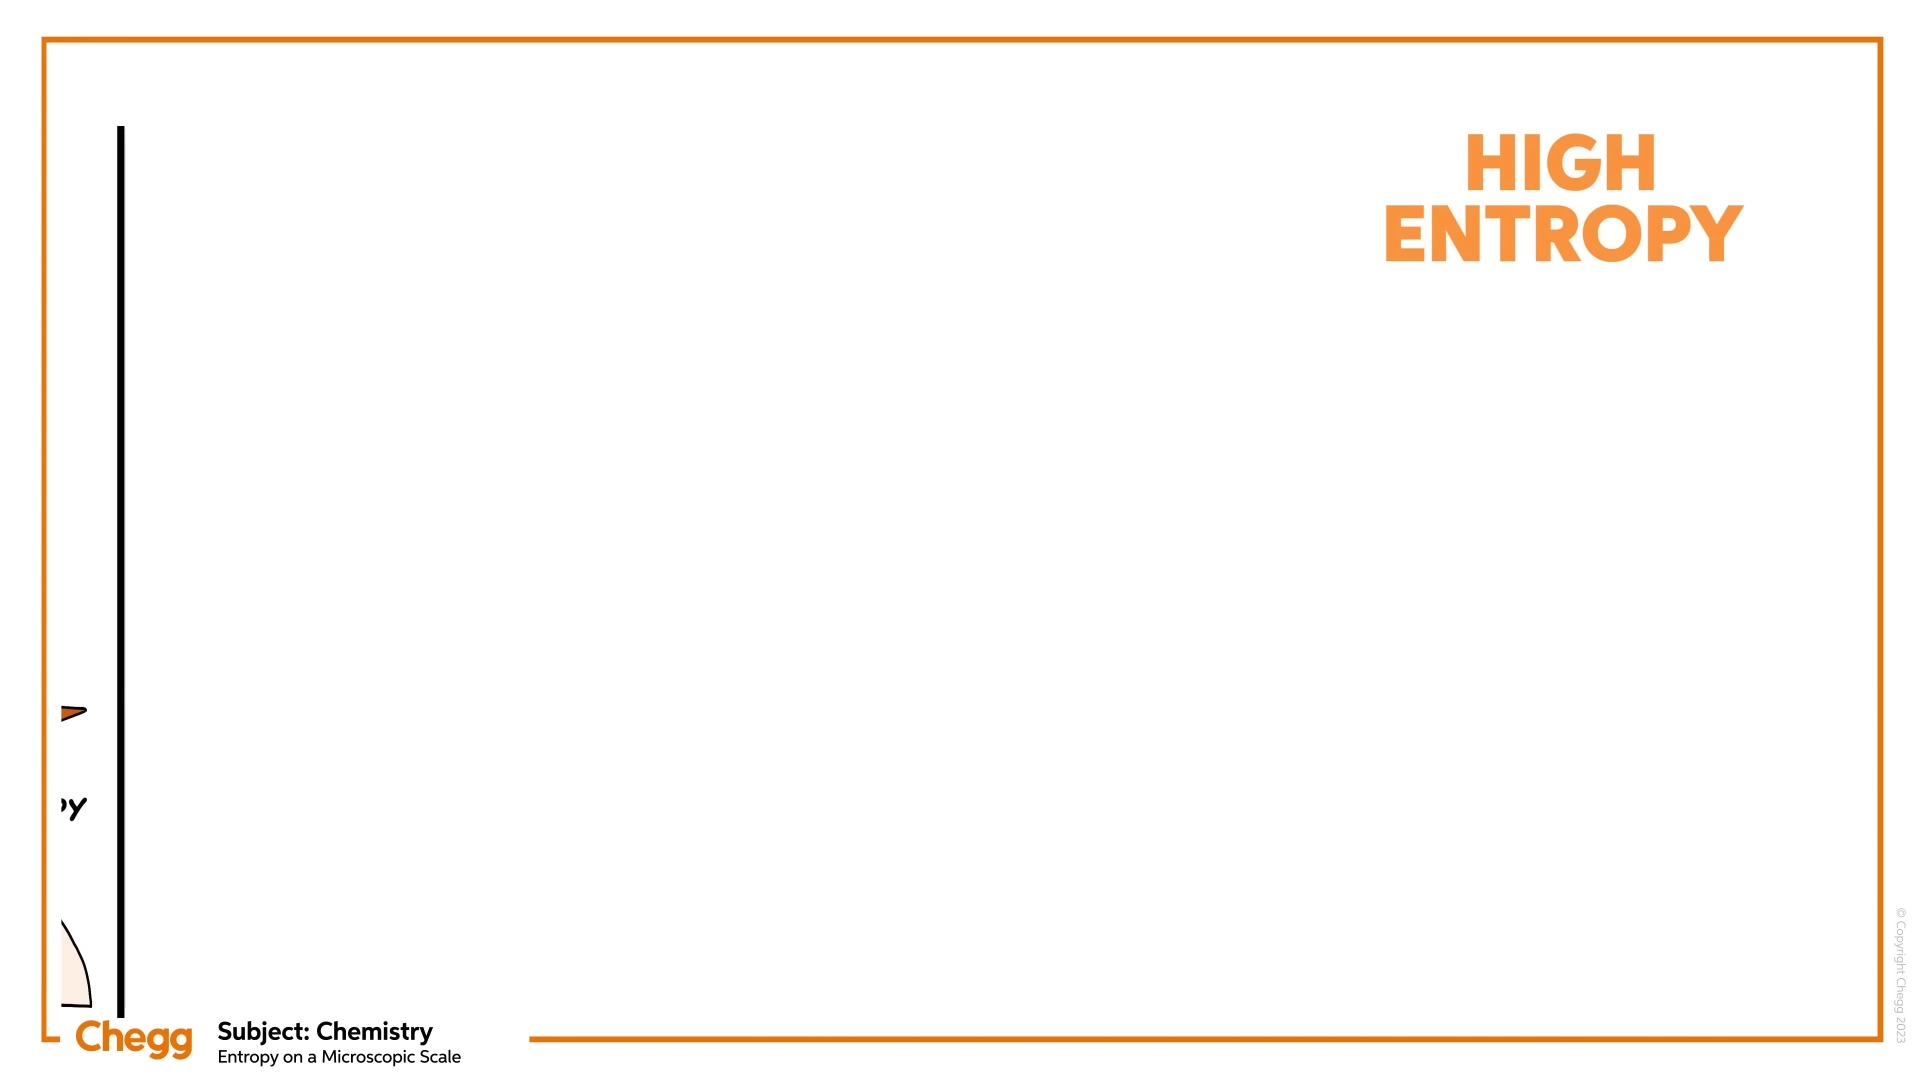 HIGH
ENTROPY
Chegg
Subject: Chemistry
Entropy on a Microscopic Scale
© Copyright Chegg 2023